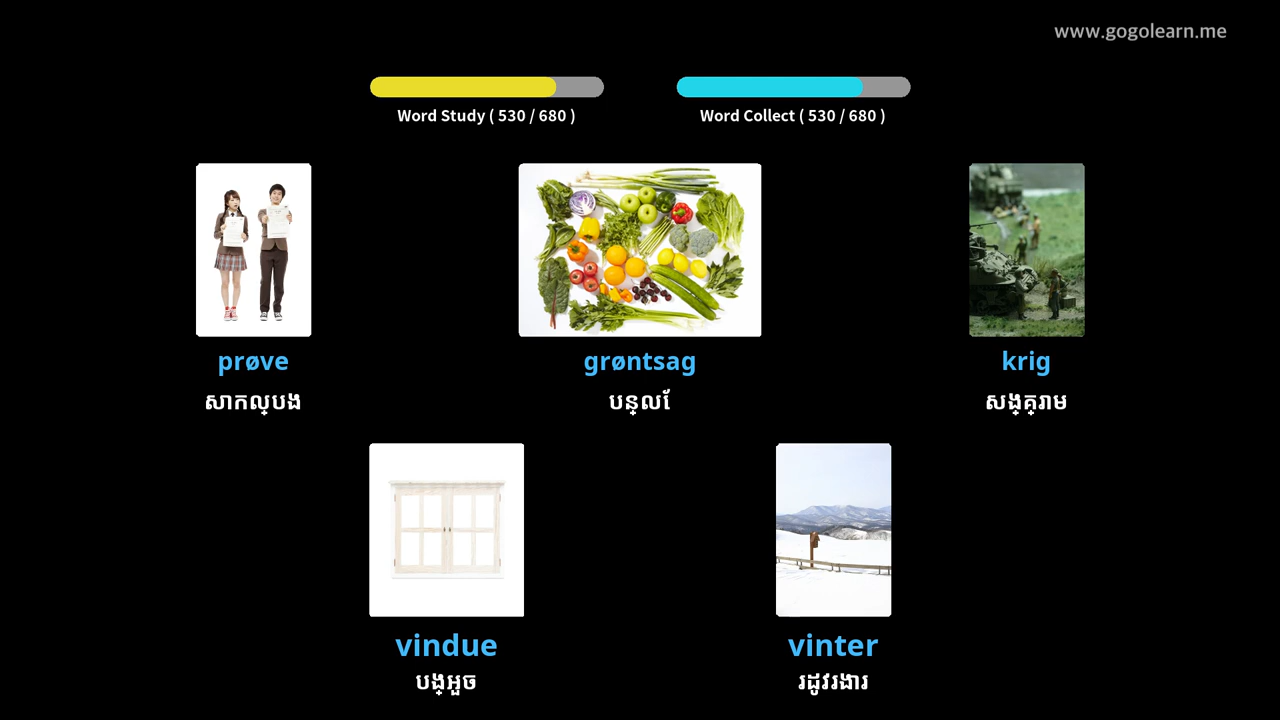 www.gogolearn.me
Word Study ( 530 / 680 )
Word Collect ( 530 / 680 )
prøve
សាកល្បង
grøntsag
បន្លែ
krig
សង្គ្រាម
vindue
បង្អួច
vinter
រដូវរងារ